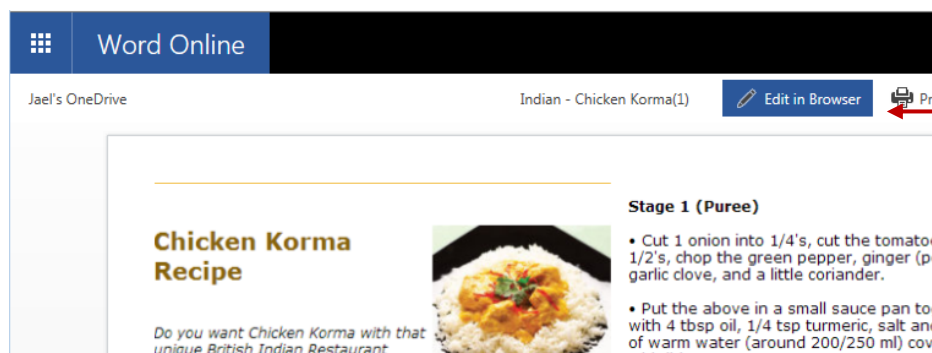 Word Online
Jael's OneDrive
Indian - Chicken Korma(1)
Edit in Browser
Chicken Korma
Recipe
Do you want Chicken Korma with that
unique British Indian Restaurant
Stage 1 (Puree)
• Cut 1 onion into 1/4's, cut the
1/2's, chop the green pepper, ginger
garlic clove, and a little coriander.
• Put the above in a small sauce pan
with 4 tbsp oil, 1/4 tsp turmeric, salt
of warm water (around 200/250 ml)